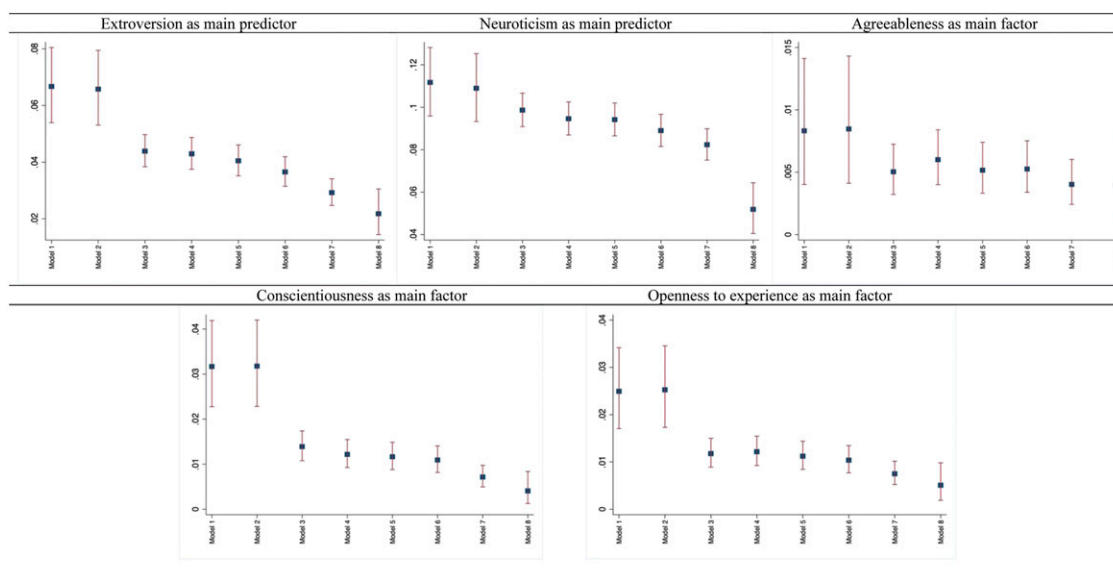 Extroversion as main predictor
Neuroticism as main predictor
Agreeableness as main factor
.08
.06
.04
.02
Model 1
Model 2
Model 3
Model 4
Model 5
Model 6
Model 7
Model 8
.12
.1
.08
.06
.04
Model 1
Model 2
Model 3
Model 4
Model 5
Model 6
Model 7
Model 8
.015
.01
.005
0
Model 1
Model 2
Model 3
Model 4
Model 5
Model 6
Model 7
Conscientiousness as main factor
Openness to experience as main factor
.04
.03
.02
.01
0
Model 1
Model 2
Model 3
Model 4
Model 5
Model 6
Model 7
Model 8
.04
.03
.02
.01
0
Model 1
Model 2
Model 3
Model 4
Model 5
Model 6
Model 7
Model 8